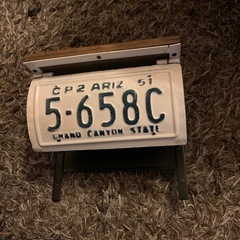 CP2 ARIZ 51
5-658C
GRAND CANYON STATE